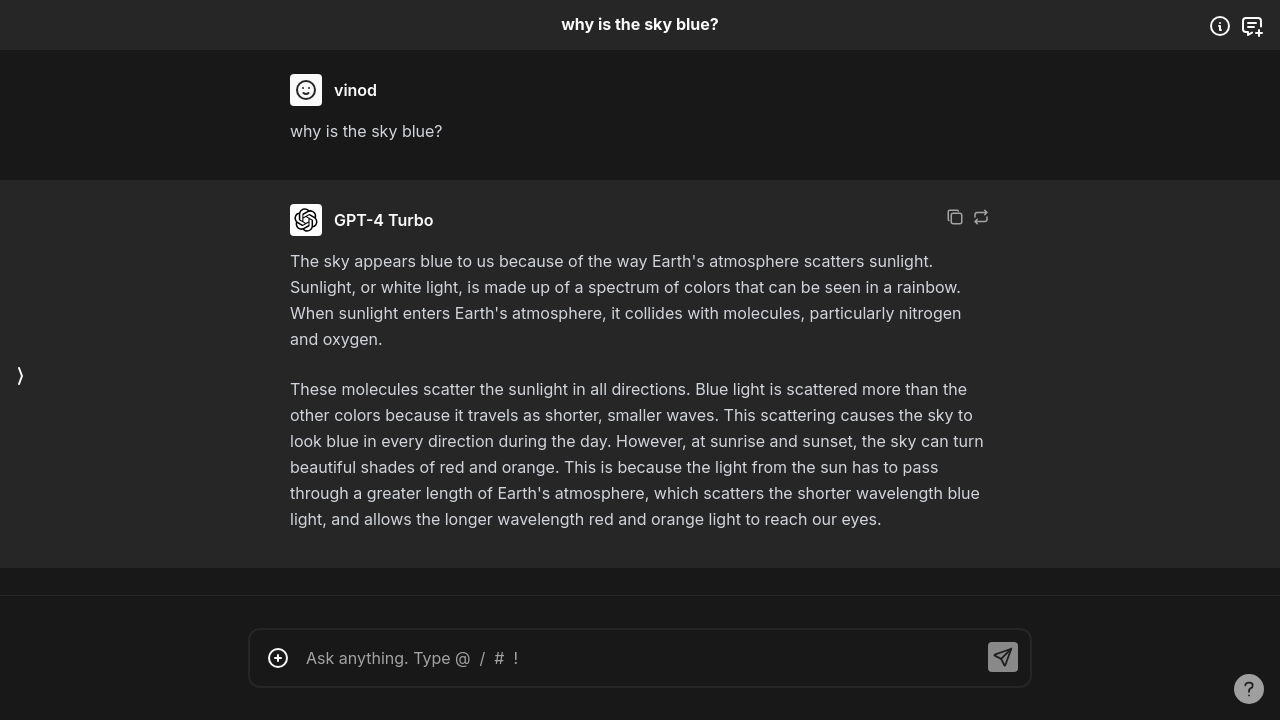 why is the sky blue?
vinod
why is the sky blue?
GPT-4 Turbo
The sky appears blue to us because of the way Earth's atmosphere scatters sunlight.
Sunlight, or white light, is made up of a spectrum of colors that can be seen in a rainbow.
When sunlight enters Earth's atmosphere, it collides with molecules, particularly nitrogen
and oxygen.
These molecules scatter the sunlight in all directions. Blue light is scattered more than the
other colors because it travels as shorter, smaller waves. This scattering causes the sky to
look blue in every direction during the day. However, at sunrise and sunset, the sky can turn
beautiful shades of red and orange. This is because the light from the sun has to pass
through a greater length of Earth's atmosphere, which scatters the shorter wavelength blue
light, and allows the longer wavelength red and orange light to reach our eyes.
Ask anything. Type @ / # !
?